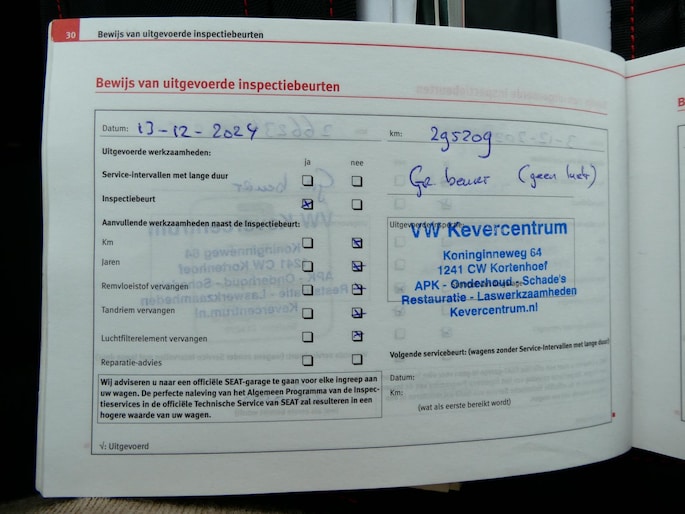 30 Bewijs van uitgevoerde inspectiebeurten
Bewijs van uitgevoerde inspectiebeurten
Datum: 13-12-2024
km: 295209
Uitgevoerde werkzaamheden:
ja nee
Gr beurt (geen lucht)
Service-intervallen met lange duur
Inspectiebeurt
Aanvullende werkzaamheden naast de Inspectiebeurt:
Km
Jaren
Remvloeistof vervangen
Tandriem vervangen
Luchtfilterelement vervangen
Reparatie-advies
VW Kevercentrum
Koninginneweg 64
1241 CW Kortenhoef
APK - Onderhoud - Schade's
Restauratie - Laswerkzaamheden
Kevercentrum.nl
Volgende servicebeurt: (wagens zonder Service-Intervallen met lange duur)
Datum:
Km:
(wat als eerste bereikt wordt)
Wij adviseren u naar een officiële SEAT-garage te gaan voor elke ingreep aan
uw wagen. De perfecte naleving van het Algemeen Programma van de Inspec-
tieservices in de officiële Technische Service van SEAT zal resulteren in een
hogere waarde van uw wagen.
√: Uitgevoerd